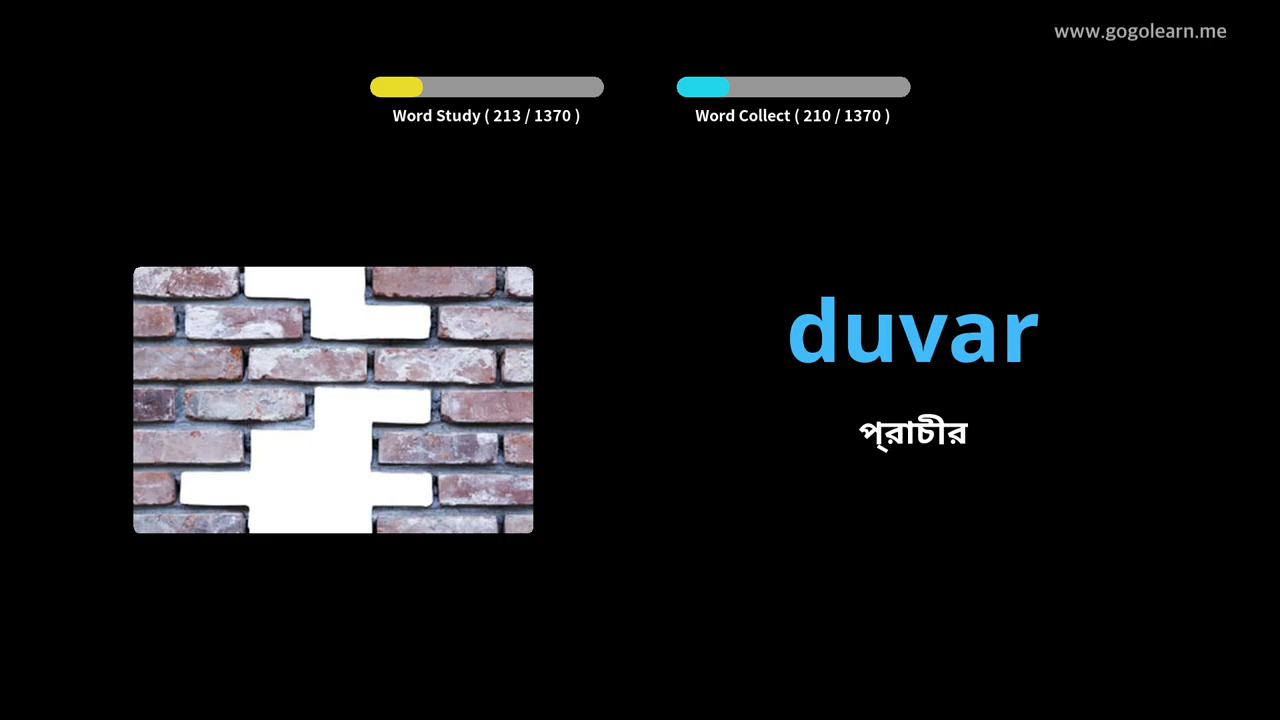 www.gogolearn.me
Word Study ( 213 / 1370 )
Word Collect ( 210 / 1370 )
duvar
প্রাচীর